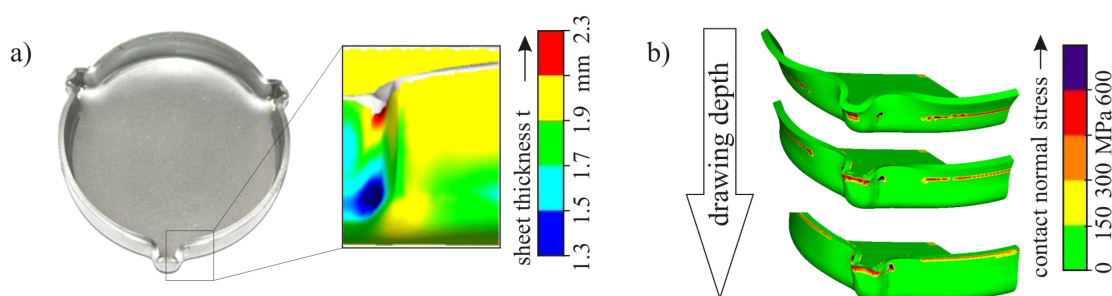 a)
sheet thickness t
1.3 1.5 1.7 1.9 mm 2.3
b)
drawing depth
contact normal stress
0 150 300 MPa 600